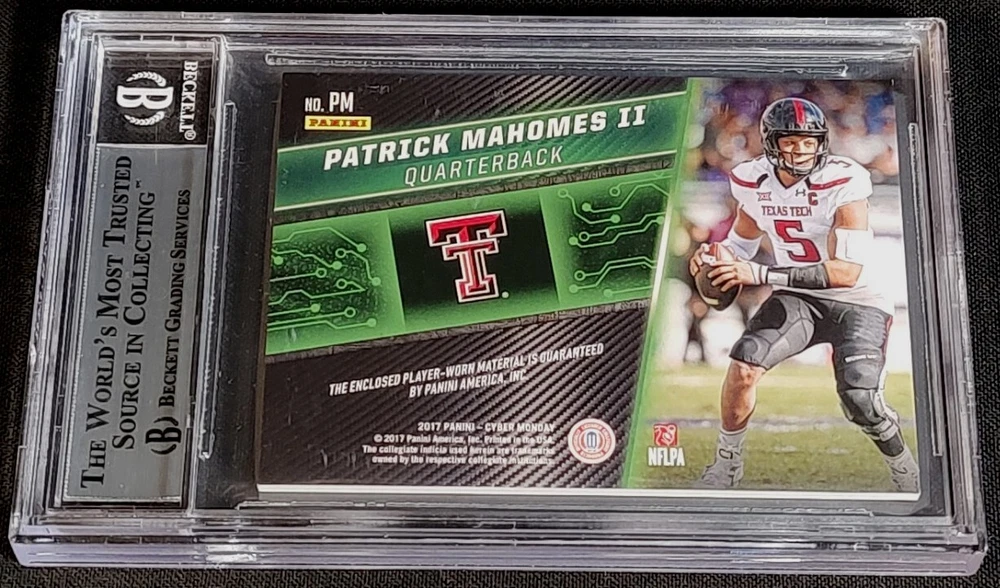 BECKETT®
B
THE WORLD'S MOST TRUSTED
SOURCE IN COLLECTING™
(B) BECKETT GRADING SERVICES
NO. PM
PANINI
PATRICK MAHOMES II
QUARTERBACK
TT
THE ENCLOSED PLAYER-WORN MATERIAL IS GUARANTEED
BY PANINI AMERICA, INC.
2017 PANINI – CYBER MONDAY
© 2017 Panini America, Inc. Printed in the USA.
The collegiate indicia used herein are trademarks
owned by the respective collegiate institutions.
XII
C
TEXAS TECH
5
NFLPA